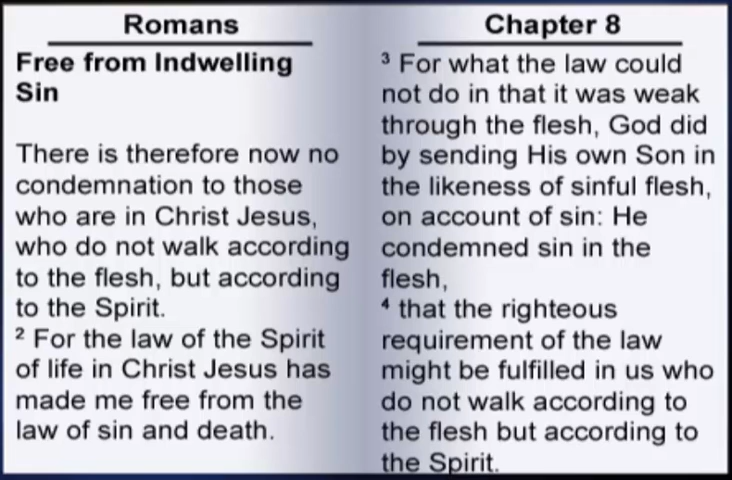 Romans
Free from Indwelling
Sin
There is therefore now no
condemnation to those
who are in Christ Jesus,
who do not walk according
to the flesh, but according
to the Spirit.
² For the law of the Spirit
of life in Christ Jesus has
made me free from the
law of sin and death.
Chapter 8
³ For what the law could
not do in that it was weak
through the flesh, God did
by sending His own Son in
the likeness of sinful flesh,
on account of sin: He
condemned sin in the
flesh,
⁴ that the righteous
requirement of the law
might be fulfilled in us who
do not walk according to
the flesh but according to
the Spirit.